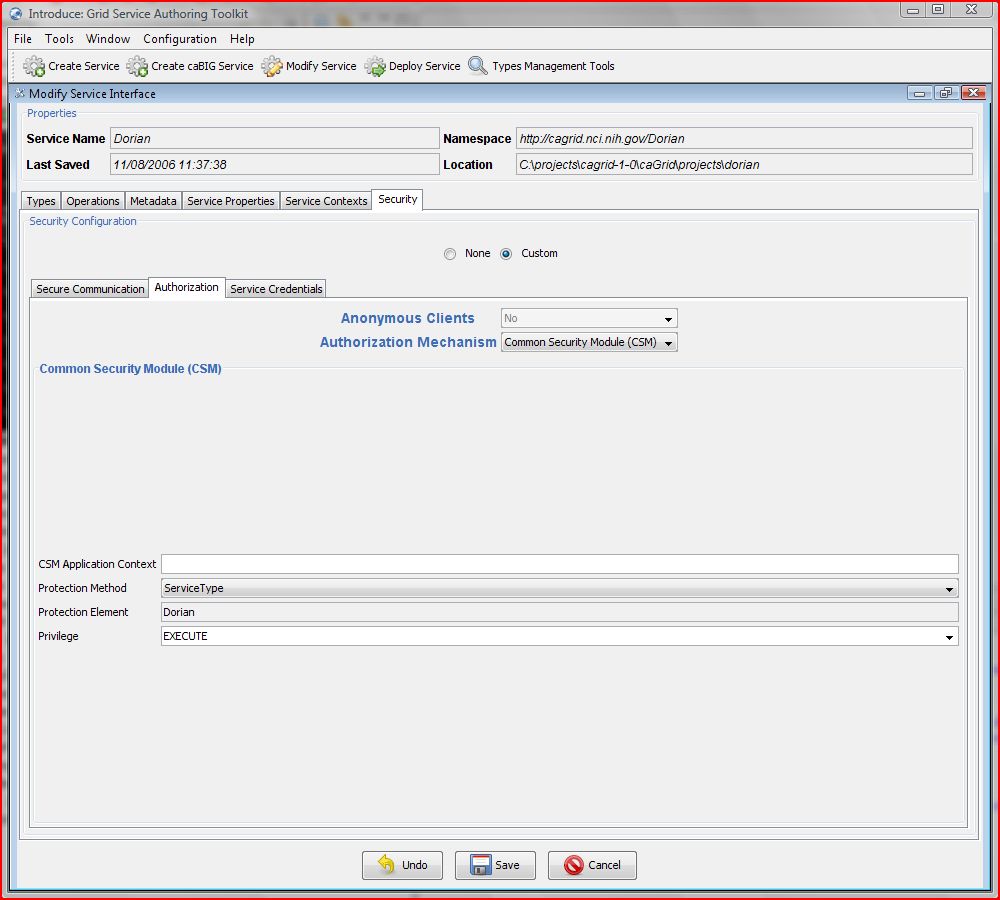 Introduce: Grid Service Authoring Toolkit
File Tools Window Configuration Help
Create Service Create caBIG Service Modify Service Deploy Service Types Management Tools
Modify Service Interface
Properties
Service Name Dorian Namespace http://cagrid.nci.nih.gov/Dorian
Last Saved 11/08/2006 11:37:38 Location C:\projects\cagrid-1-0\caGrid\projects\dorian
Types Operations Metadata Service Properties Service Contexts Security
Security Configuration
None Custom
Secure Communication Authorization Service Credentials
Anonymous Clients No
Authorization Mechanism Common Security Module (CSM)
Common Security Module (CSM)
CSM Application Context
Protection Method ServiceType
Protection Element Dorian
Privilege EXECUTE
Undo Save Cancel